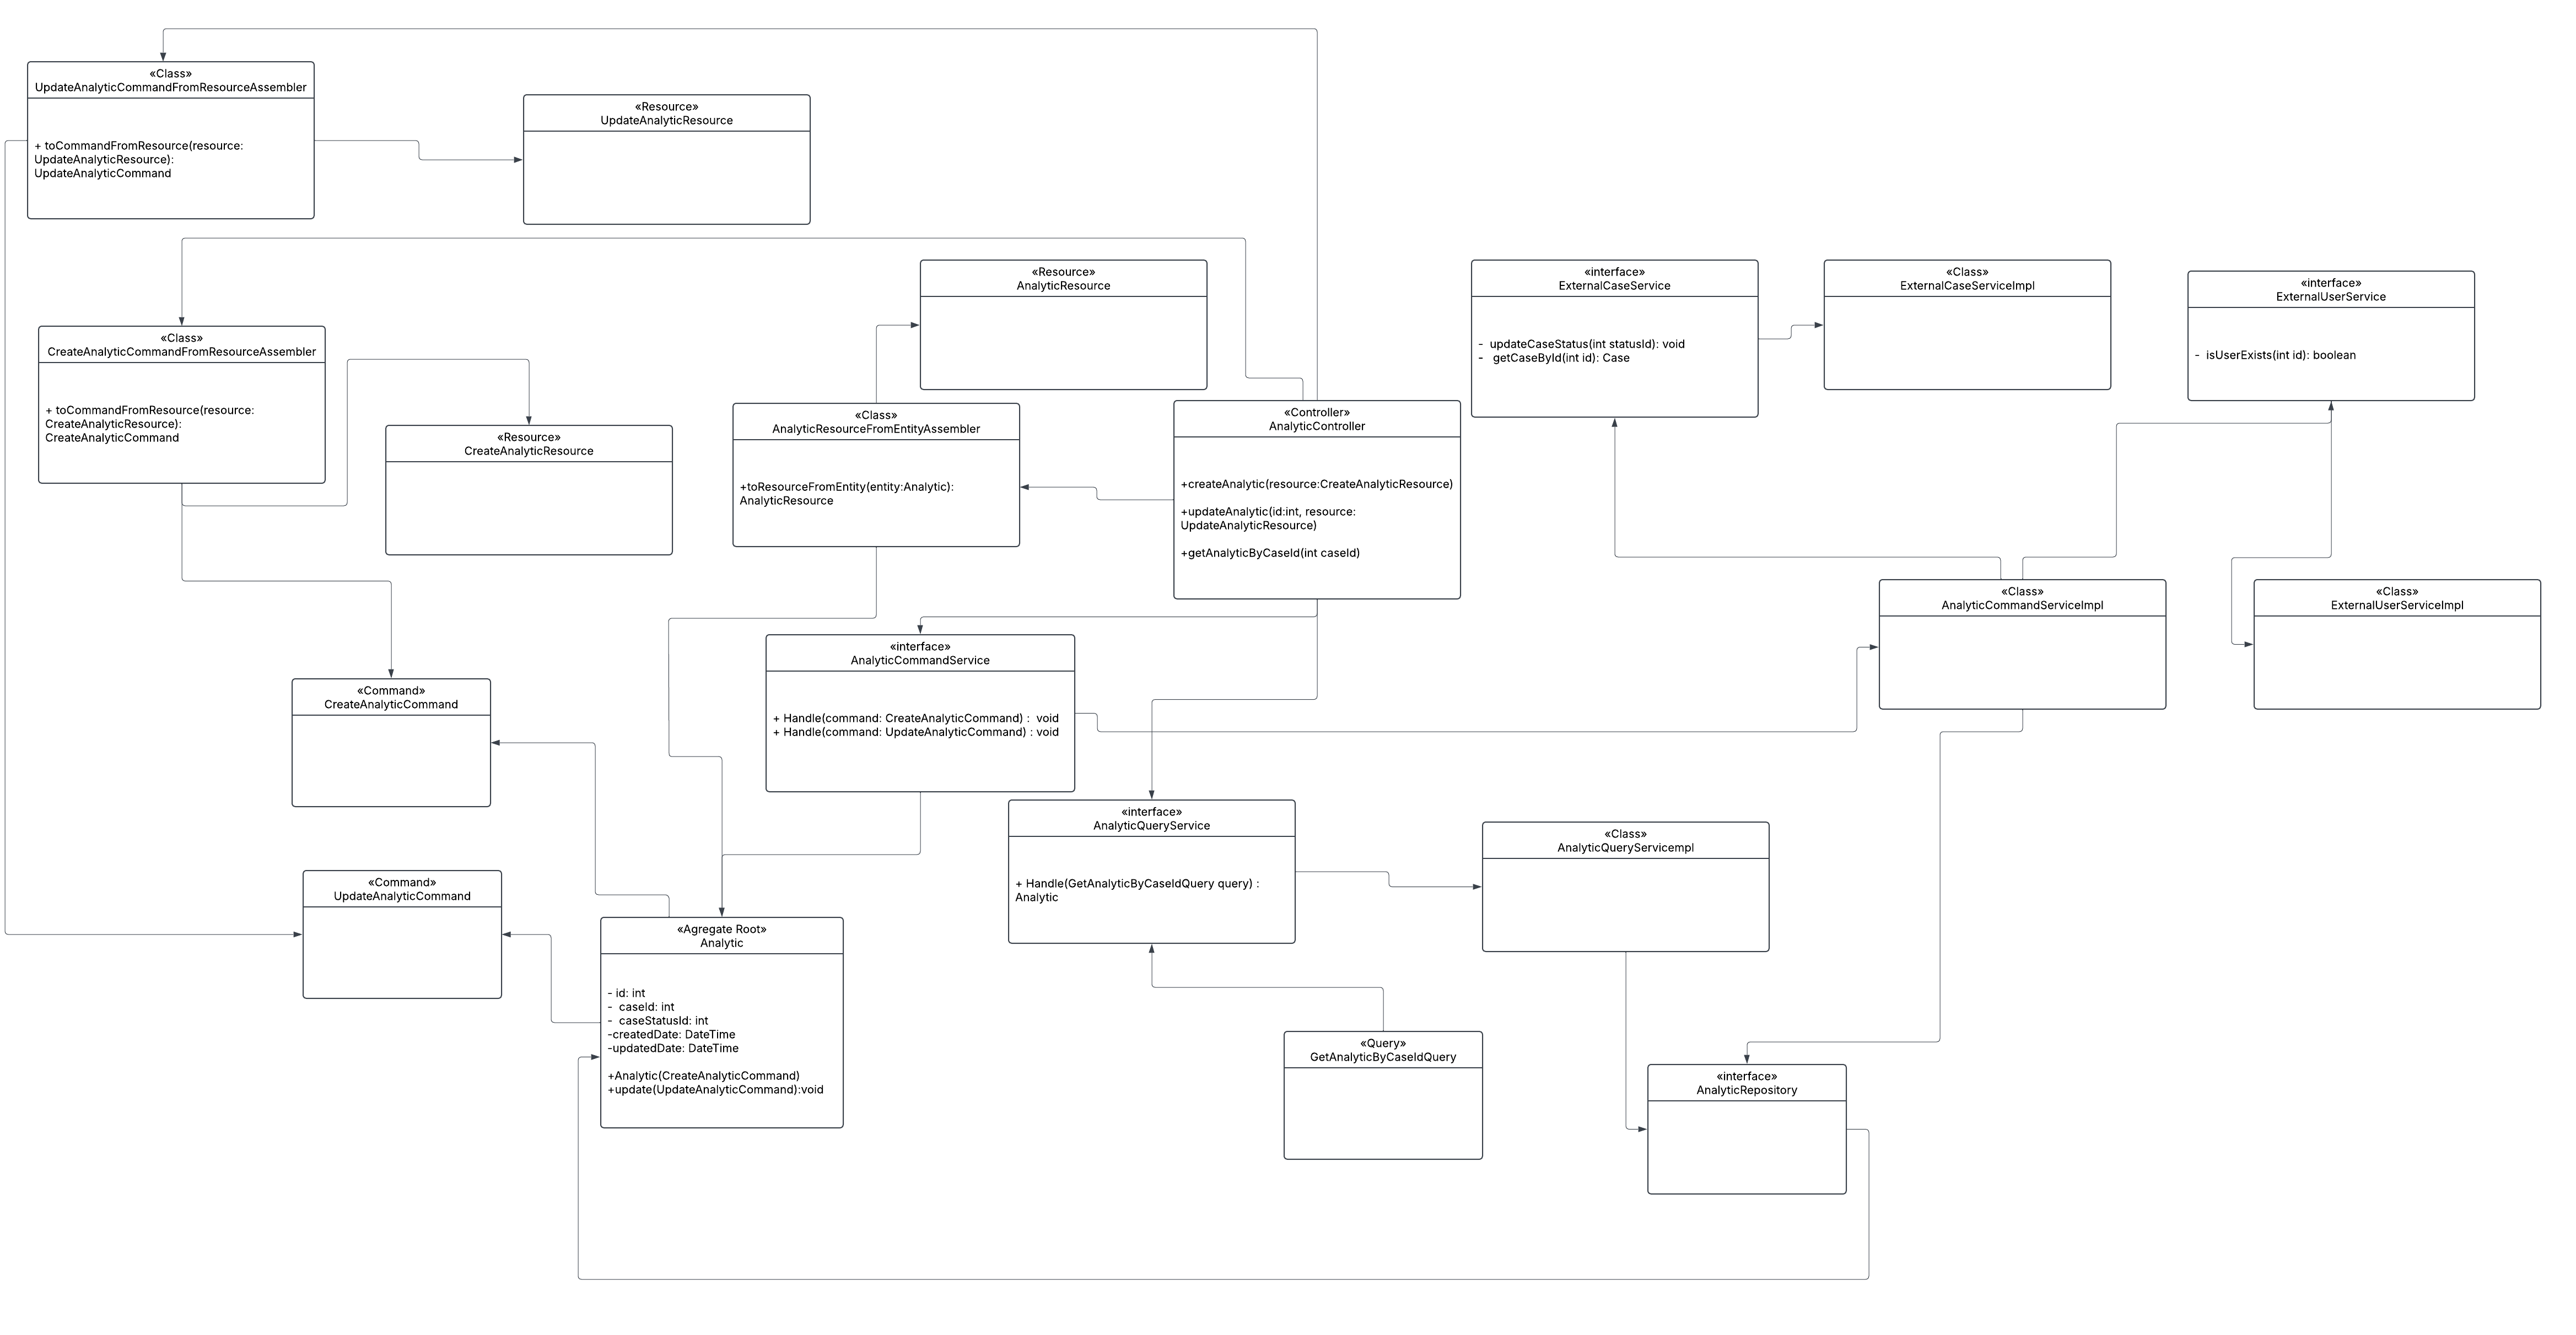 «Class»
UpdateAnalyticCommandFromResourceAssembler
+ toCommandFromResource(resource:
UpdateAnalyticResource):
UpdateAnalyticCommand
«Resource»
UpdateAnalyticResource
«Class»
CreateAnalyticCommandFromResourceAssembler
+ toCommandFromResource(resource:
CreateAnalyticResource):
CreateAnalyticCommand
«Resource»
CreateAnalyticResource
«Resource»
AnalyticResource
«Class»
AnalyticResourceFromEntityAssembler
+toResourceFromEntity(entity:Analytic):
AnalyticResource
«Controller»
AnalyticController
+createAnalytic(resource:CreateAnalyticResource)
+updateAnalytic(id:int, resource:
UpdateAnalyticResource)
+getAnalyticByCaseId(int caseId)
«interface»
ExternalCaseService
- updateCaseStatus(int statusId): void
- getCaseById(int id): Case
«Class»
ExternalCaseServiceImpl
«interface»
ExternalUserService
- isUserExists(int id): boolean
«Class»
AnalyticCommandServiceImpl
«Class»
ExternalUserServiceImpl
«interface»
AnalyticCommandService
+ Handle(command: CreateAnalyticCommand) : void
+ Handle(command: UpdateAnalyticCommand) : void
«Command»
CreateAnalyticCommand
«interface»
AnalyticQueryService
+ Handle(GetAnalyticByCaseIdQuery query) :
Analytic
«Class»
AnalyticQueryServicempl
«Command»
UpdateAnalyticCommand
«Agregate Root»
Analytic
- id: int
- caseId: int
- caseStatusId: int
-createdDate: DateTime
-updatedDate: DateTime
+Analytic(CreateAnalyticCommand)
+update(UpdateAnalyticCommand):void
«Query»
GetAnalyticByCaseIdQuery
«interface»
AnalyticRepository